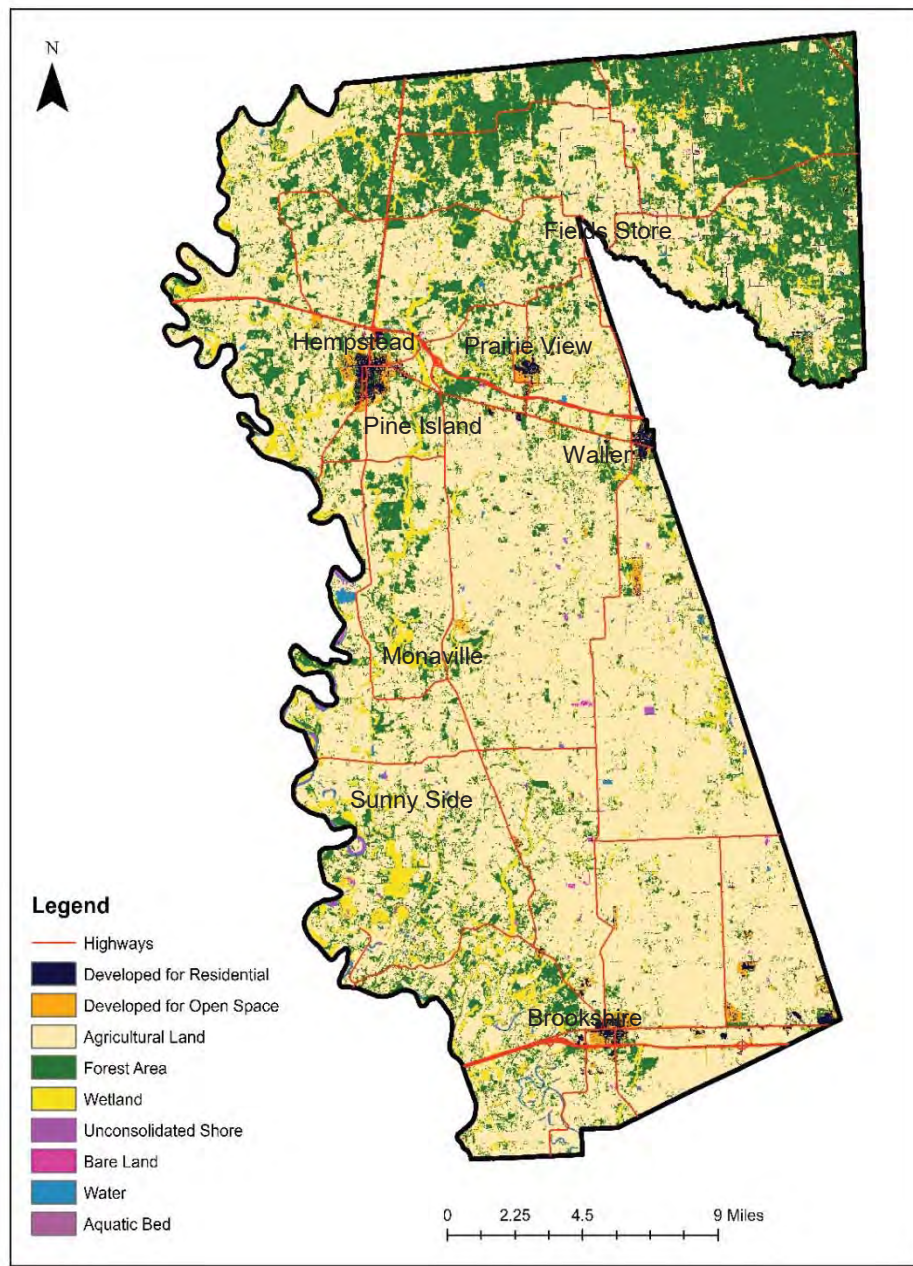 N
Fields Store
Hempstead
Prairie View
Pine Island
Waller
Monaville
Sunny Side
Brookshire
Legend
Highways
Developed for Residential
Developed for Open Space
Agricultural Land
Forest Area
Wetland
Unconsolidated Shore
Bare Land
Water
Aquatic Bed
0 2.25 4.5 9 Miles